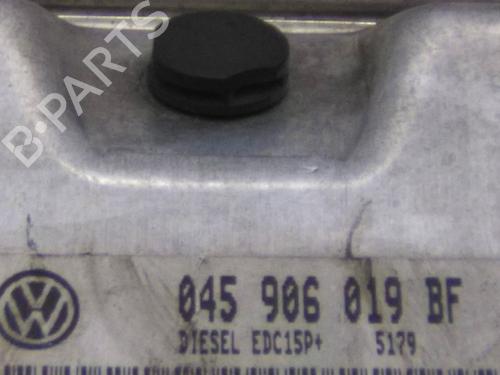 B-PARTS
045 906 019 BF
DIESEL EDC15P+ 5179